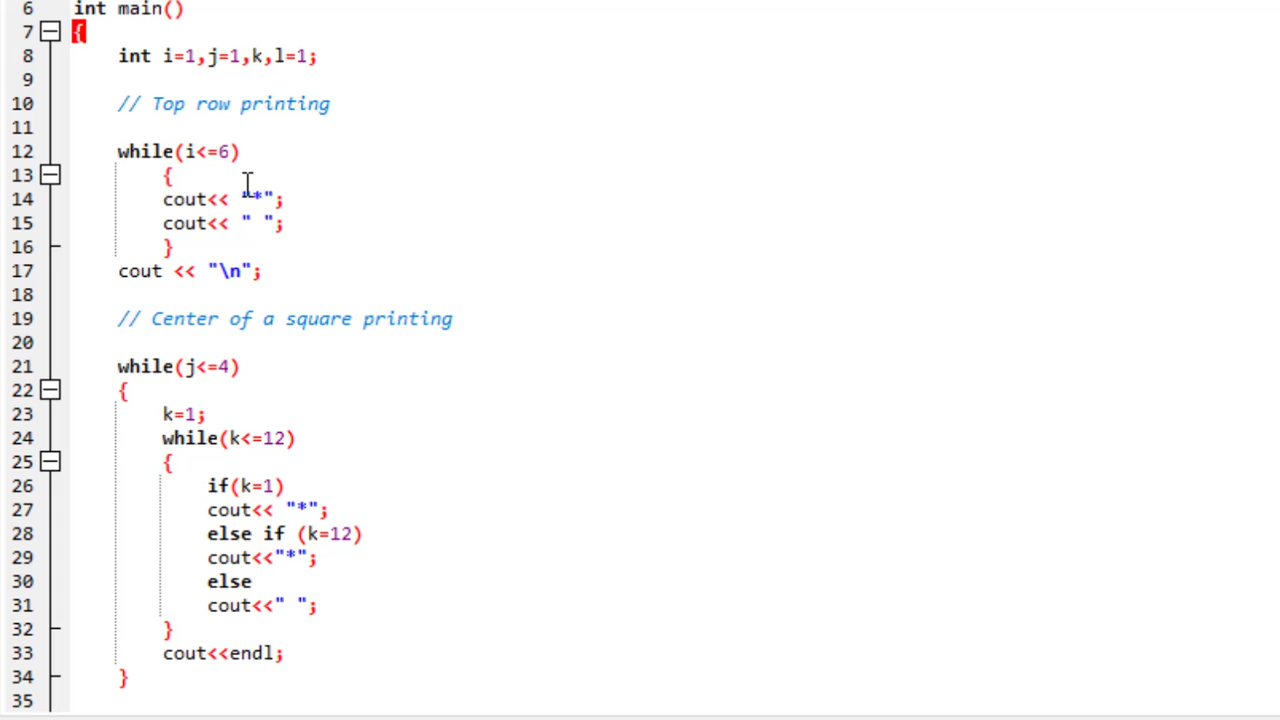 6 int main()
7 {
8 int i=1,j=1,k,l=1;
9
10 // Top row printing
11
12 while(i<=6)
13 {
14 cout<< "*";
15 cout<< " ";
16 }
17 cout << "\n";
18
19 // Center of a square printing
20
21 while(j<=4)
22 {
23 k=1;
24 while(k<=12)
25 {
26 if(k=1)
27 cout<< "*";
28 else if (k=12)
29 cout<<"*";
30 else
31 cout<<" ";
32 }
33 cout<<endl;
34 }
35